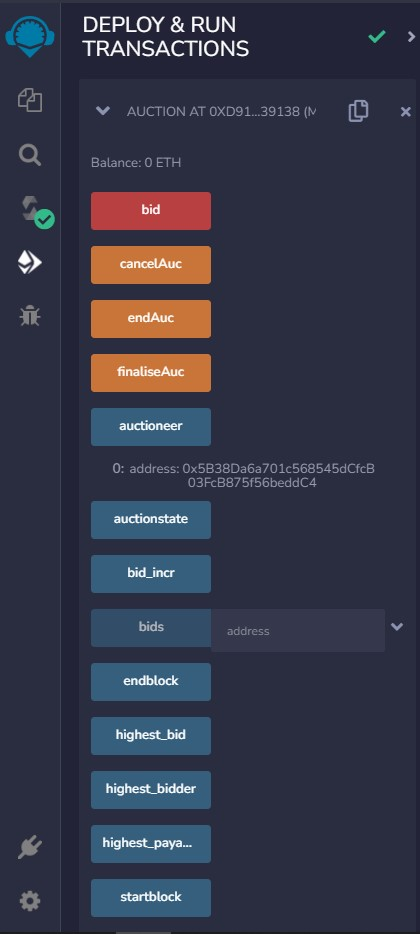 DEPLOY & RUN
TRANSACTIONS
AUCTION AT 0XD91...39138 (M
Balance: 0 ETH
bid
cancelAuc
endAuc
finaliseAuc
auctioneer
0: address: 0x5B38Da6a701c568545dCfcB
03FcB875f56beddC4
auctionstate
bid_incr
bids address
endblock
highest_bid
highest_bidder
highest_paya...
startblock